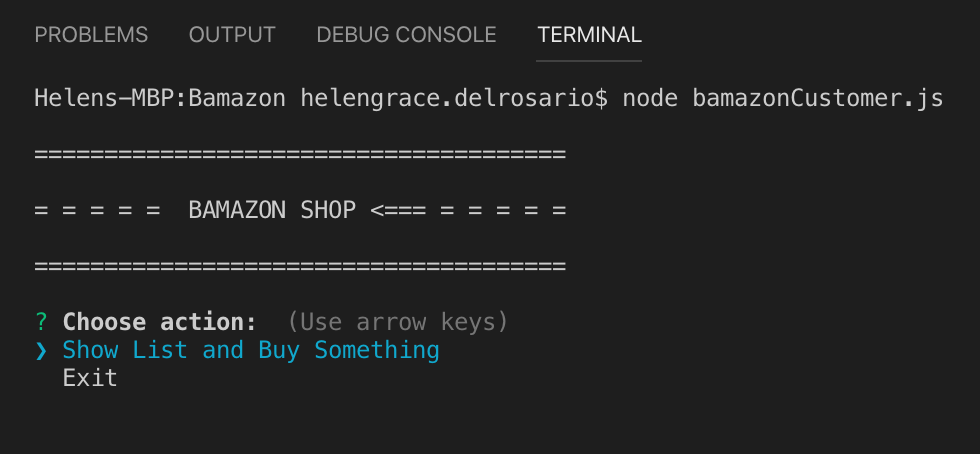 PROBLEMS OUTPUT DEBUG CONSOLE TERMINAL
Helens-MBP:Bamazon helengrace.delrosario$ node bamazonCustomer.js
======================================
= = = = =  BAMAZON SHOP <=== = = = = =
======================================
? Choose action:  (Use arrow keys)
❯ Show List and Buy Something
Exit